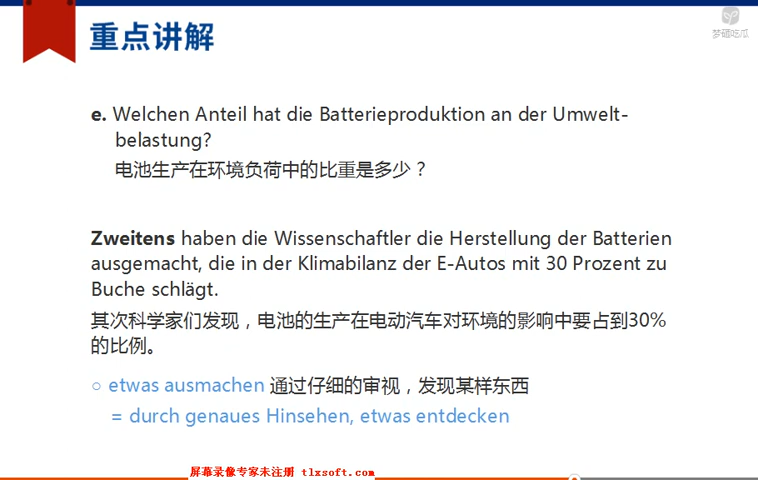 重点讲解
梦硒吃瓜
e. Welchen Anteil hat die Batterieproduktion an der Umwelt-
belastung?
电池生产在环境负荷中的比重是多少？
Zweitens haben die Wissenschaftler die Herstellung der Batterien
ausgemacht, die in der Klimabilanz der E-Autos mit 30 Prozent zu
Buche schlägt.
其次科学家们发现，电池的生产在电动汽车对环境的影响中要占到30%
的比例。
○ etwas ausmachen 通过仔细的审视，发现某样东西
= durch genaues Hinsehen, etwas entdecken
屏幕录像专家未注册 tlxsoft.com